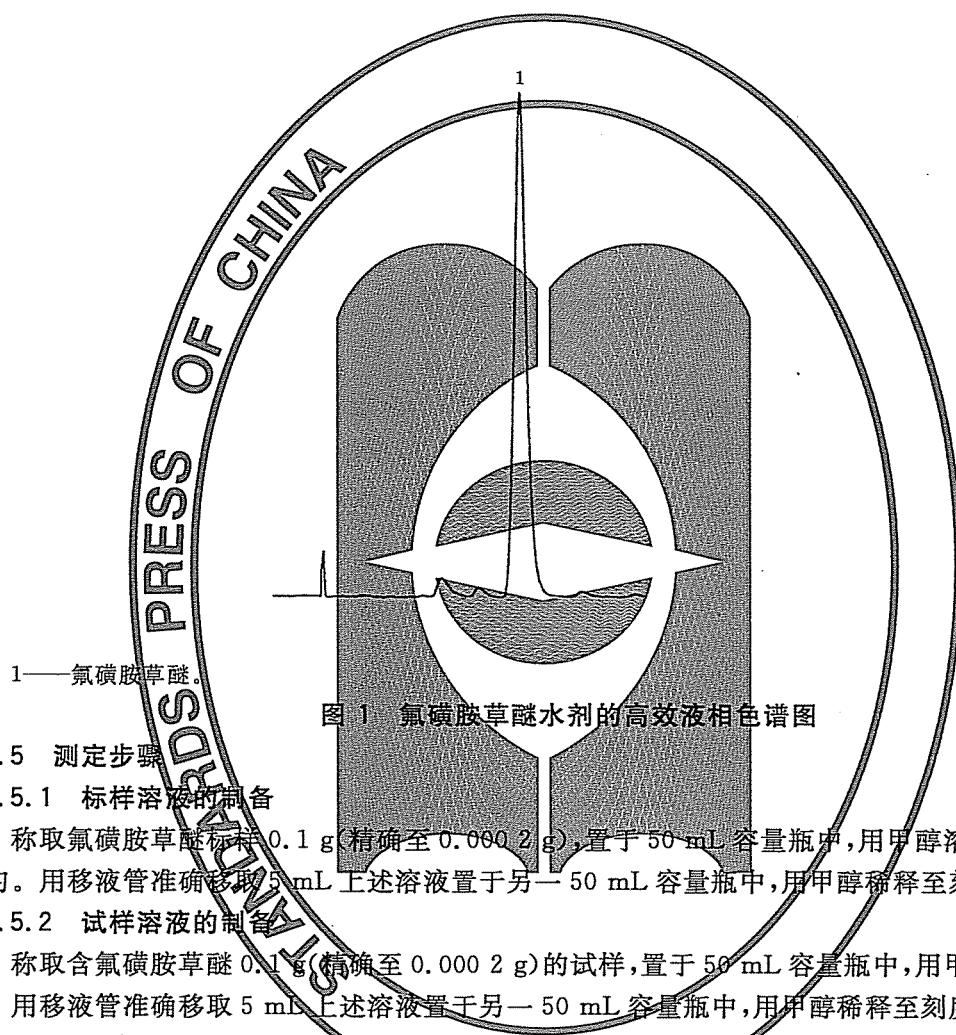 1
STANDARDS PRESS OF CHINA
1——氟磺胺草醚。
图 1 氟磺胺草醚水剂的高效液相色谱图
.5 测定步骤
.5.1 标样溶液的制备
称取氟磺胺草醚标样 0.1 g(精确至 0.000 2 g),置于 50 mL 容量瓶中,用甲醇溶
匀。用移液管准确移取 5 mL 上述溶液置于另一 50 mL 容量瓶中,用甲醇稀释至刻
.5.2 试样溶液的制备
称取含氟磺胺草醚 0.1 g(精确至 0.000 2 g)的试样,置于 50 mL 容量瓶中,用甲
用移液管准确移取 5 mL 上述溶液置于另一 50 mL 容量瓶中,用甲醇稀释至刻度